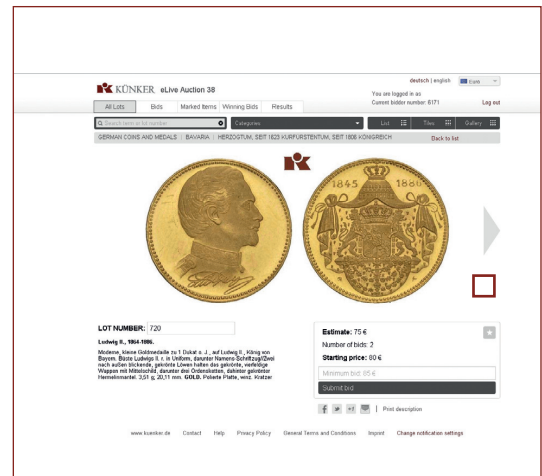 deutsch | english Euro
KÜNKER eLive Auction 38
You are logged in as
Current bidder number: 6171 Log out
All Lots Bids Marked Items Winning Bids Results
Search item or lot number Categories List Tiles Gallery
GERMAN COINS AND MEDALS | BAVARIA | HERZOGTUM, SEIT 1623 KURFÜRSTENTUM, SEIT 1806 KÖNIGREICH Back to list
1845 1886
LOT NUMBER: 720
Ludwig II., 1864-1886.
Moderne, kleine Goldmedaille zu 1 Dukat o. J., auf Ludwig II., König von
Bayern. Büste Ludwigs II. r. in Uniform, darunter Namens-Schriftzug//Zwei
nach außen blickende, gekrönte Löwen halten das gekrönte, vierfeldige
Wappen mit Mittelschild, darunter drei Ordensketten, dahinter gekrönter
Hermelinmantel. 3,51 g; 20,11 mm. GOLD. Polierte Platte, winz. Kratzer
Estimate: 75 €
Number of bids: 2
Starting price: 80 €
Minimum bid: 85 €
Submit bid
Print description
www.kuenker.de Contact Help Privacy Policy General Terms and Conditions Imprint Change notification settings